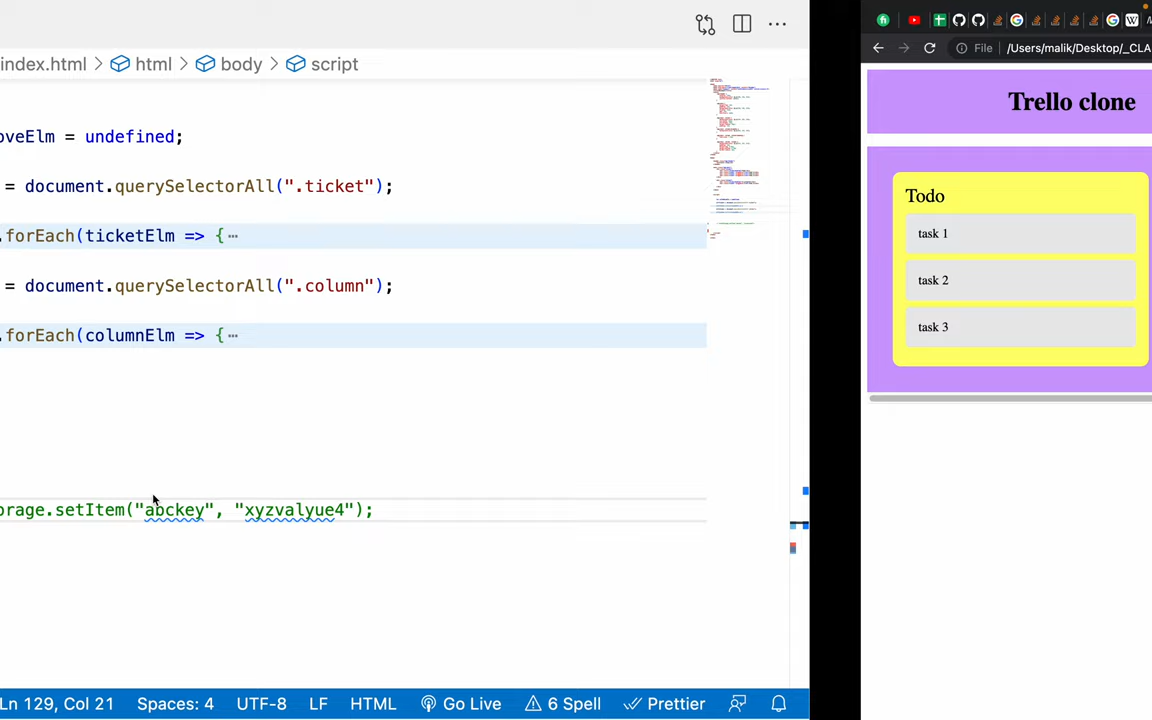 index.html > html > body > script
oveElm = undefined;
= document.querySelectorAll(".ticket");
.forEach(ticketElm => {
= document.querySelectorAll(".column");
.forEach(columnElm => {
orage.setItem("abckey", "xyzvalyue4");
Ln 129, Col 21 Spaces: 4 UTF-8 LF HTML Go Live 6 Spell Prettier
File /Users/malik/Desktop/_CLA
Trello clone
Todo
task 1
task 2
task 3